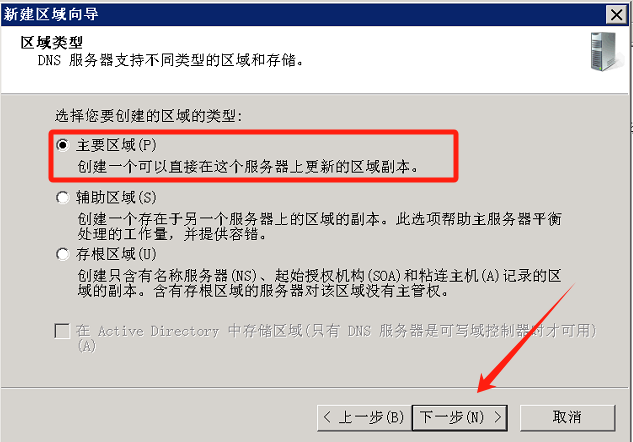 新建区域向导
区域类型
DNS 服务器支持不同类型的区域和存储。
选择您要创建的区域的类型:
主要区域(P)
创建一个可以直接在这个服务器上更新的区域副本。
辅助区域(S)
创建一个存在于另一个服务器上的区域的副本。此选项帮助主服务器平衡
处理的工作量，并提供容错。
存根区域(U)
创建只含有名称服务器(NS)、起始授权机构(SOA)和粘连主机(A)记录的区
域的副本。含有存根区域的服务器对该区域没有主管权。
在 Active Directory 中存储区域(只有 DNS 服务器是可写域控制器时才可用)
(A)
< 上一步(B) 下一步(N) > 取消